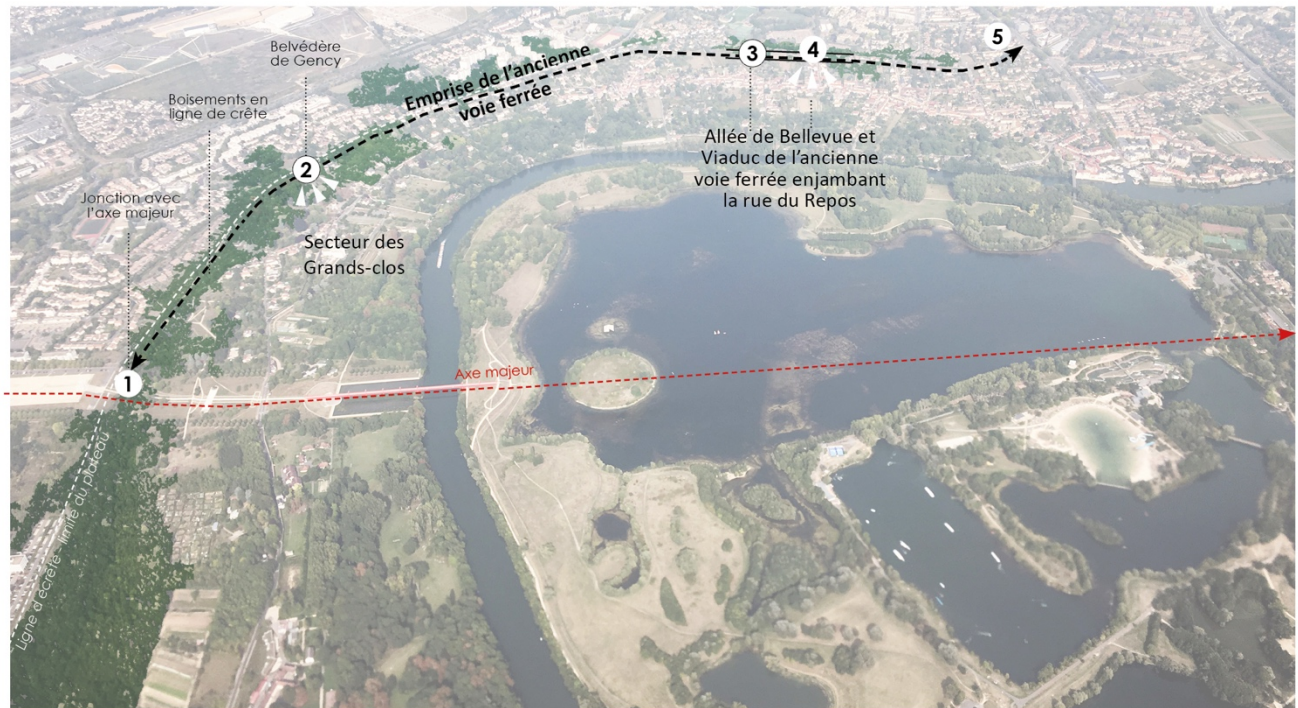 Belvédère
de Gency
Boisements en
ligne de crête
Jonction avec
l'axe majeur
Emprise de l'ancienne
voie ferrée
Secteur des
Grands-clos
Allée de Bellevue et
Viaduc de l'ancienne
voie ferrée enjambant
la rue du Repos
1
2
3
4
5
Axe majeur
Ligne d'écrête- limite du plateau